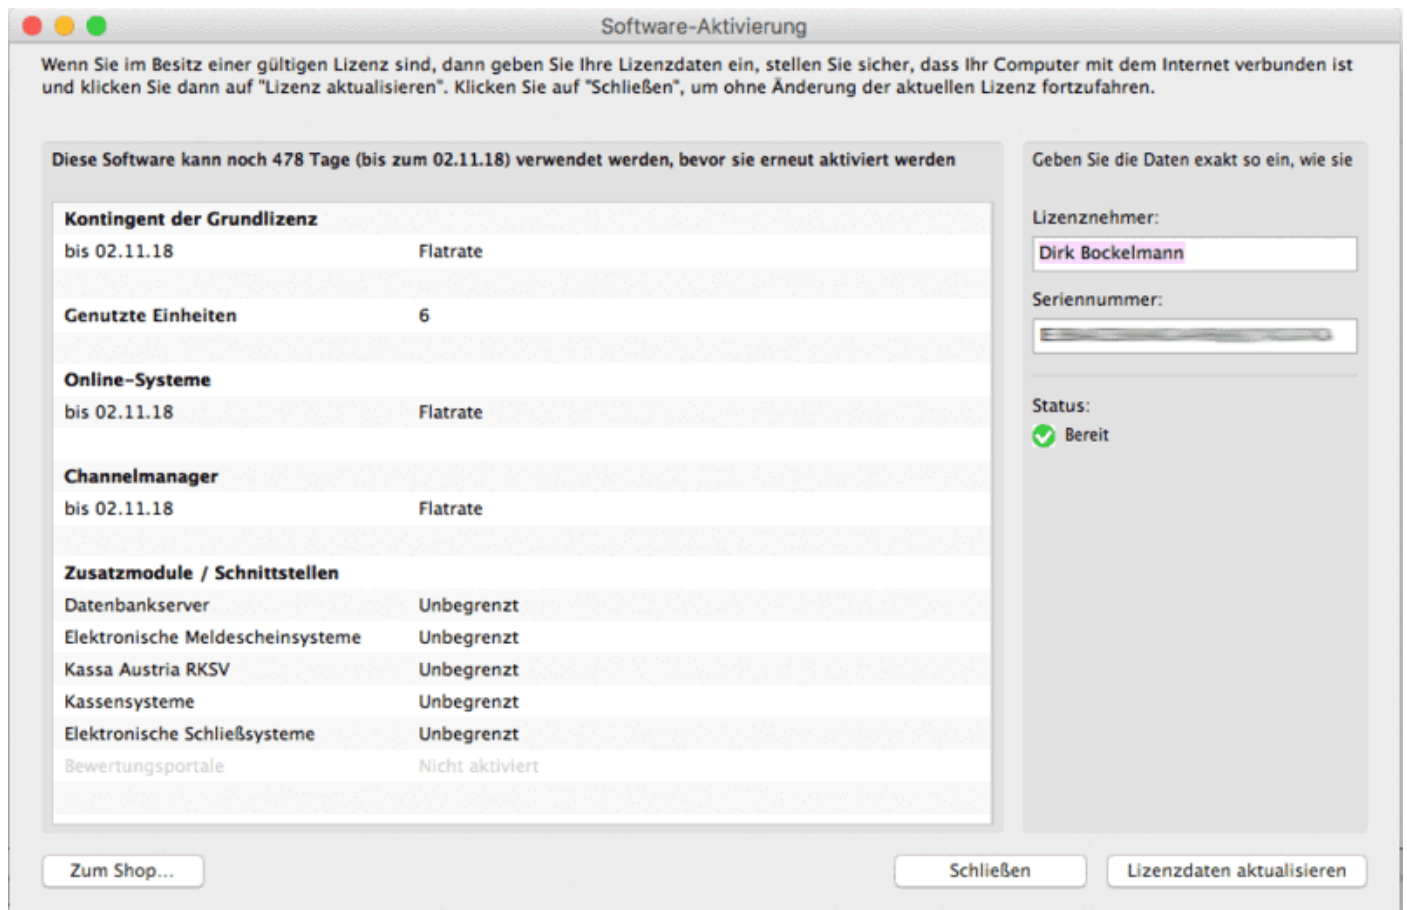 Software-Aktivierung
Wenn Sie im Besitz einer gültigen Lizenz sind, dann geben Sie Ihre Lizenzdaten ein, stellen Sie sicher, dass Ihr Computer mit dem Internet verbunden ist
und klicken Sie dann auf "Lizenz aktualisieren". Klicken Sie auf "Schließen", um ohne Änderung der aktuellen Lizenz fortzufahren.
Diese Software kann noch 478 Tage (bis zum 02.11.18) verwendet werden, bevor sie erneut aktiviert werden
Kontingent der Grundlizenz
bis 02.11.18 Flatrate
Genutzte Einheiten 6
Online-Systeme
bis 02.11.18 Flatrate
Channelmanager
bis 02.11.18 Flatrate
Zusatzmodule / Schnittstellen
Datenbankserver Unbegrenzt
Elektronische Meldescheinsysteme Unbegrenzt
Kassa Austria RKSV Unbegrenzt
Kassensysteme Unbegrenzt
Elektronische Schließsysteme Unbegrenzt
Bewertungsportale Nicht aktiviert
Geben Sie die Daten exakt so ein, wie sie
Lizenznehmer:
Dirk Bockelmann
Seriennummer:
Status:
Bereit
Zum Shop...
Schließen
Lizenzdaten aktualisieren